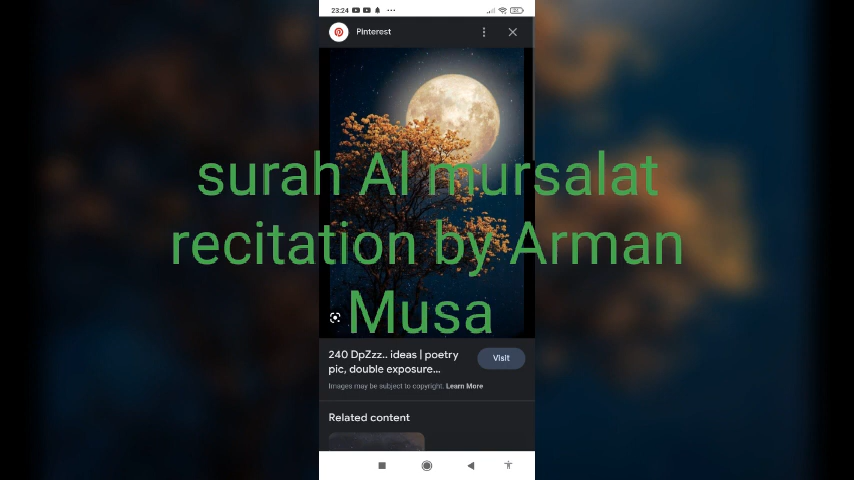 23:24
Pinterest
surah Al mursalat
recitation by Arman
Musa
240 DpZzz.. ideas | poetry
pic, double exposure...
Visit
Images may be subject to copyright. Learn More
Related content